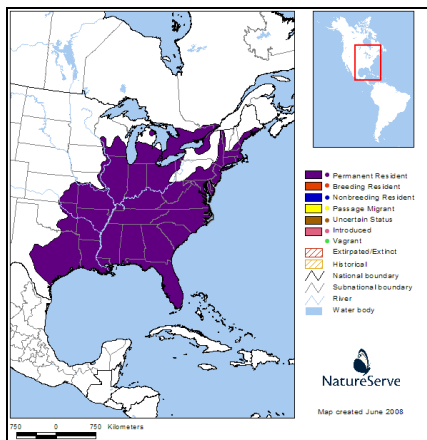 Permanent Resident
Breeding Resident
Nonbreeding Resident
Passage Migrant
Uncertain Status
Introduced
Vagrant
Extirpated/Extinct
Historical
National boundary
Subnational boundary
River
Water body
NatureServe
Map created June 2008
750 0 750 Kilometers